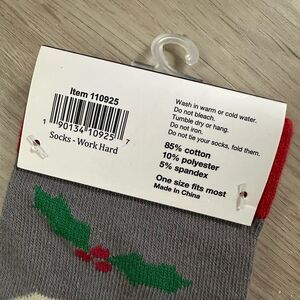 Item 110925
1 90134 10925 7
Socks - Work Hard
Wash in warm or cold water.
Do not bleach.
Tumble dry or hang.
Do not iron.
Do not tie your socks, fold them.
85% cotton
10% polyester
5% spandex
One size fits most
Made in China